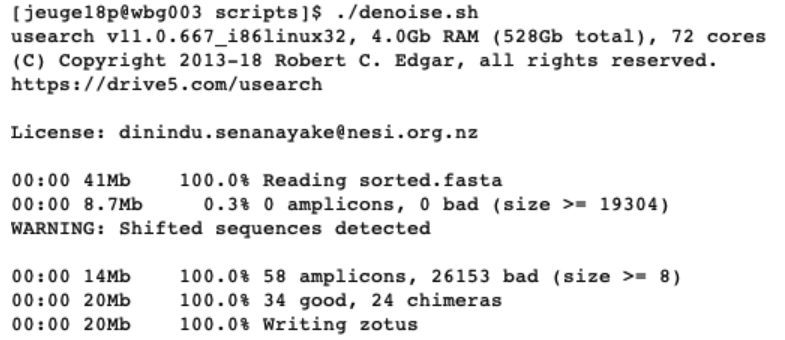 [jeuge18p@wbg003 scripts]$ ./denoise.sh
usearch v11.0.667_i86linux32, 4.0Gb RAM (528Gb total), 72 cores
(C) Copyright 2013-18 Robert C. Edgar, all rights reserved.
https://drive5.com/usearch
License: dinindu.senanayake@nesi.org.nz
00:00 41Mb    100.0% Reading sorted.fasta
00:00 8.7Mb     0.3% 0 amplicons, 0 bad (size >= 19304)
WARNING: Shifted sequences detected
00:00 14Mb    100.0% 58 amplicons, 26153 bad (size >= 8)
00:00 20Mb    100.0% 34 good, 24 chimeras
00:00 20Mb    100.0% Writing zotus